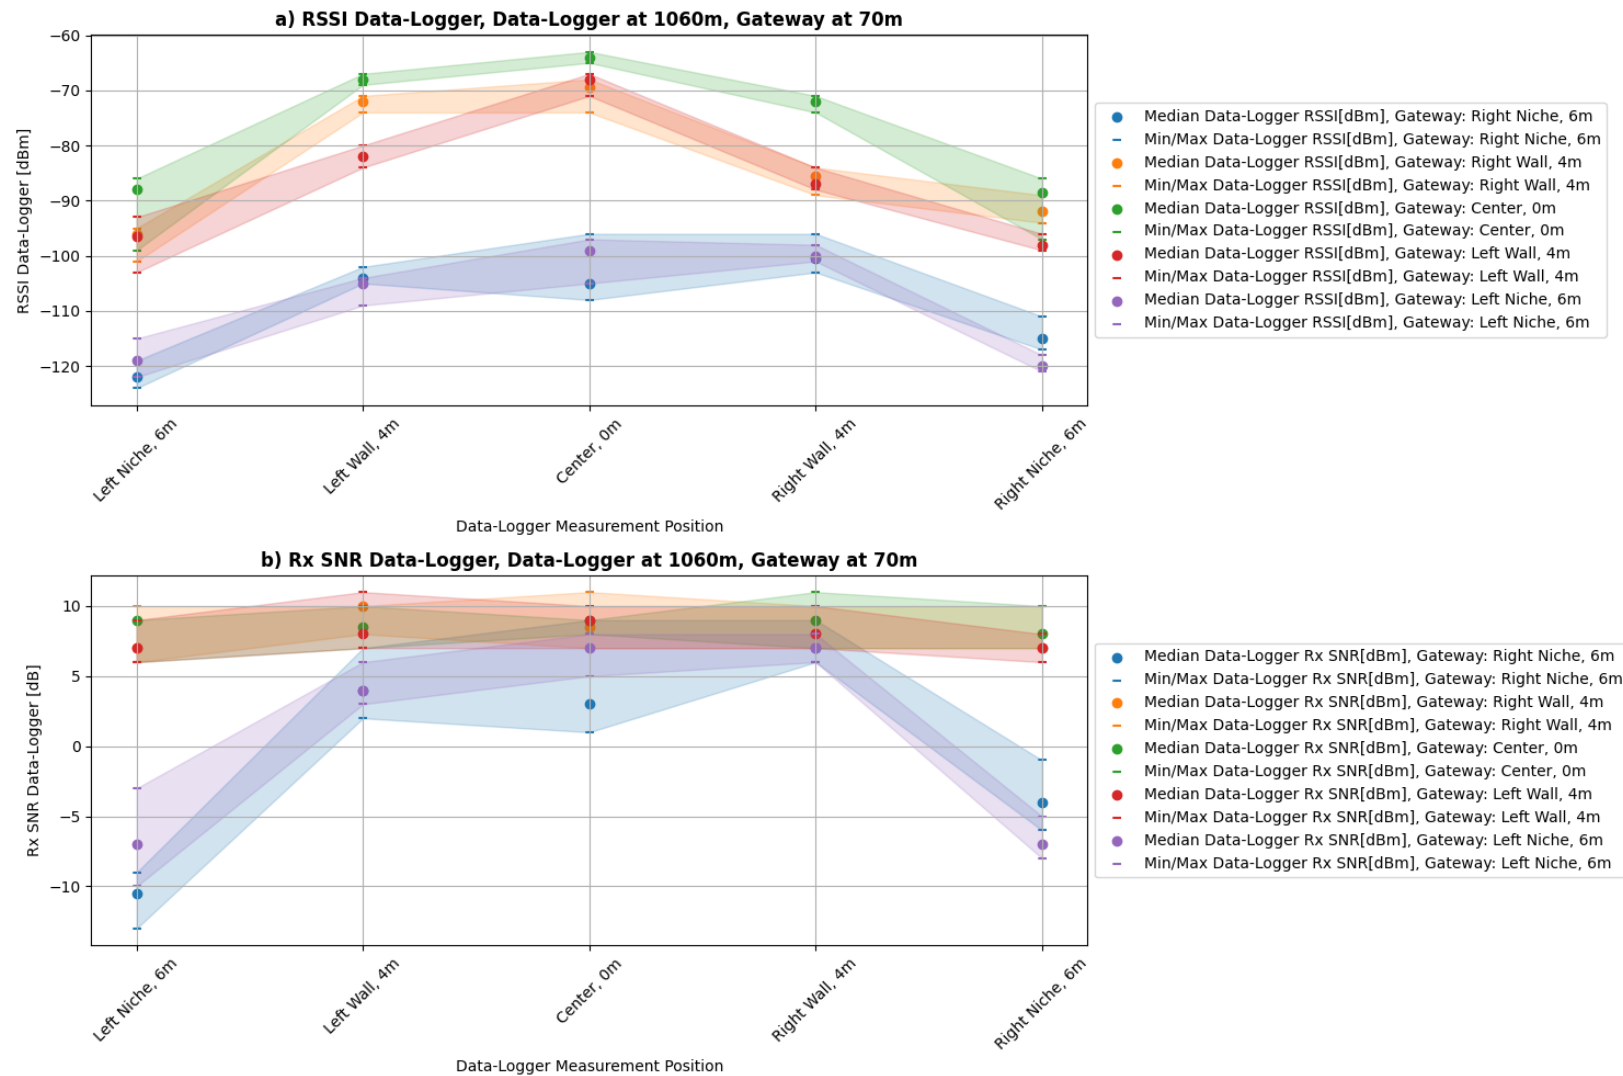 a) RSSI Data-Logger, Data-Logger at 1060m, Gateway at 70m
RSSI Data-Logger [dBm]
−60
−70
−80
−90
−100
−110
−120
Left Niche, 6m
Left Wall, 4m
Center, 0m
Right Wall, 4m
Right Niche, 6m
Data-Logger Measurement Position
Median Data-Logger RSSI[dBm], Gateway: Right Niche, 6m
Min/Max Data-Logger RSSI[dBm], Gateway: Right Niche, 6m
Median Data-Logger RSSI[dBm], Gateway: Right Wall, 4m
Min/Max Data-Logger RSSI[dBm], Gateway: Right Wall, 4m
Median Data-Logger RSSI[dBm], Gateway: Center, 0m
Min/Max Data-Logger RSSI[dBm], Gateway: Center, 0m
Median Data-Logger RSSI[dBm], Gateway: Left Wall, 4m
Min/Max Data-Logger RSSI[dBm], Gateway: Left Wall, 4m
Median Data-Logger RSSI[dBm], Gateway: Left Niche, 6m
Min/Max Data-Logger RSSI[dBm], Gateway: Left Niche, 6m
b) Rx SNR Data-Logger, Data-Logger at 1060m, Gateway at 70m
Rx SNR Data-Logger [dB]
10
5
0
−5
−10
Left Niche, 6m
Left Wall, 4m
Center, 0m
Right Wall, 4m
Right Niche, 6m
Data-Logger Measurement Position
Median Data-Logger Rx SNR[dBm], Gateway: Right Niche, 6m
Min/Max Data-Logger Rx SNR[dBm], Gateway: Right Niche, 6m
Median Data-Logger Rx SNR[dBm], Gateway: Right Wall, 4m
Min/Max Data-Logger Rx SNR[dBm], Gateway: Right Wall, 4m
Median Data-Logger Rx SNR[dBm], Gateway: Center, 0m
Min/Max Data-Logger Rx SNR[dBm], Gateway: Center, 0m
Median Data-Logger Rx SNR[dBm], Gateway: Left Wall, 4m
Min/Max Data-Logger Rx SNR[dBm], Gateway: Left Wall, 4m
Median Data-Logger Rx SNR[dBm], Gateway: Left Niche, 6m
Min/Max Data-Logger Rx SNR[dBm], Gateway: Left Niche, 6m